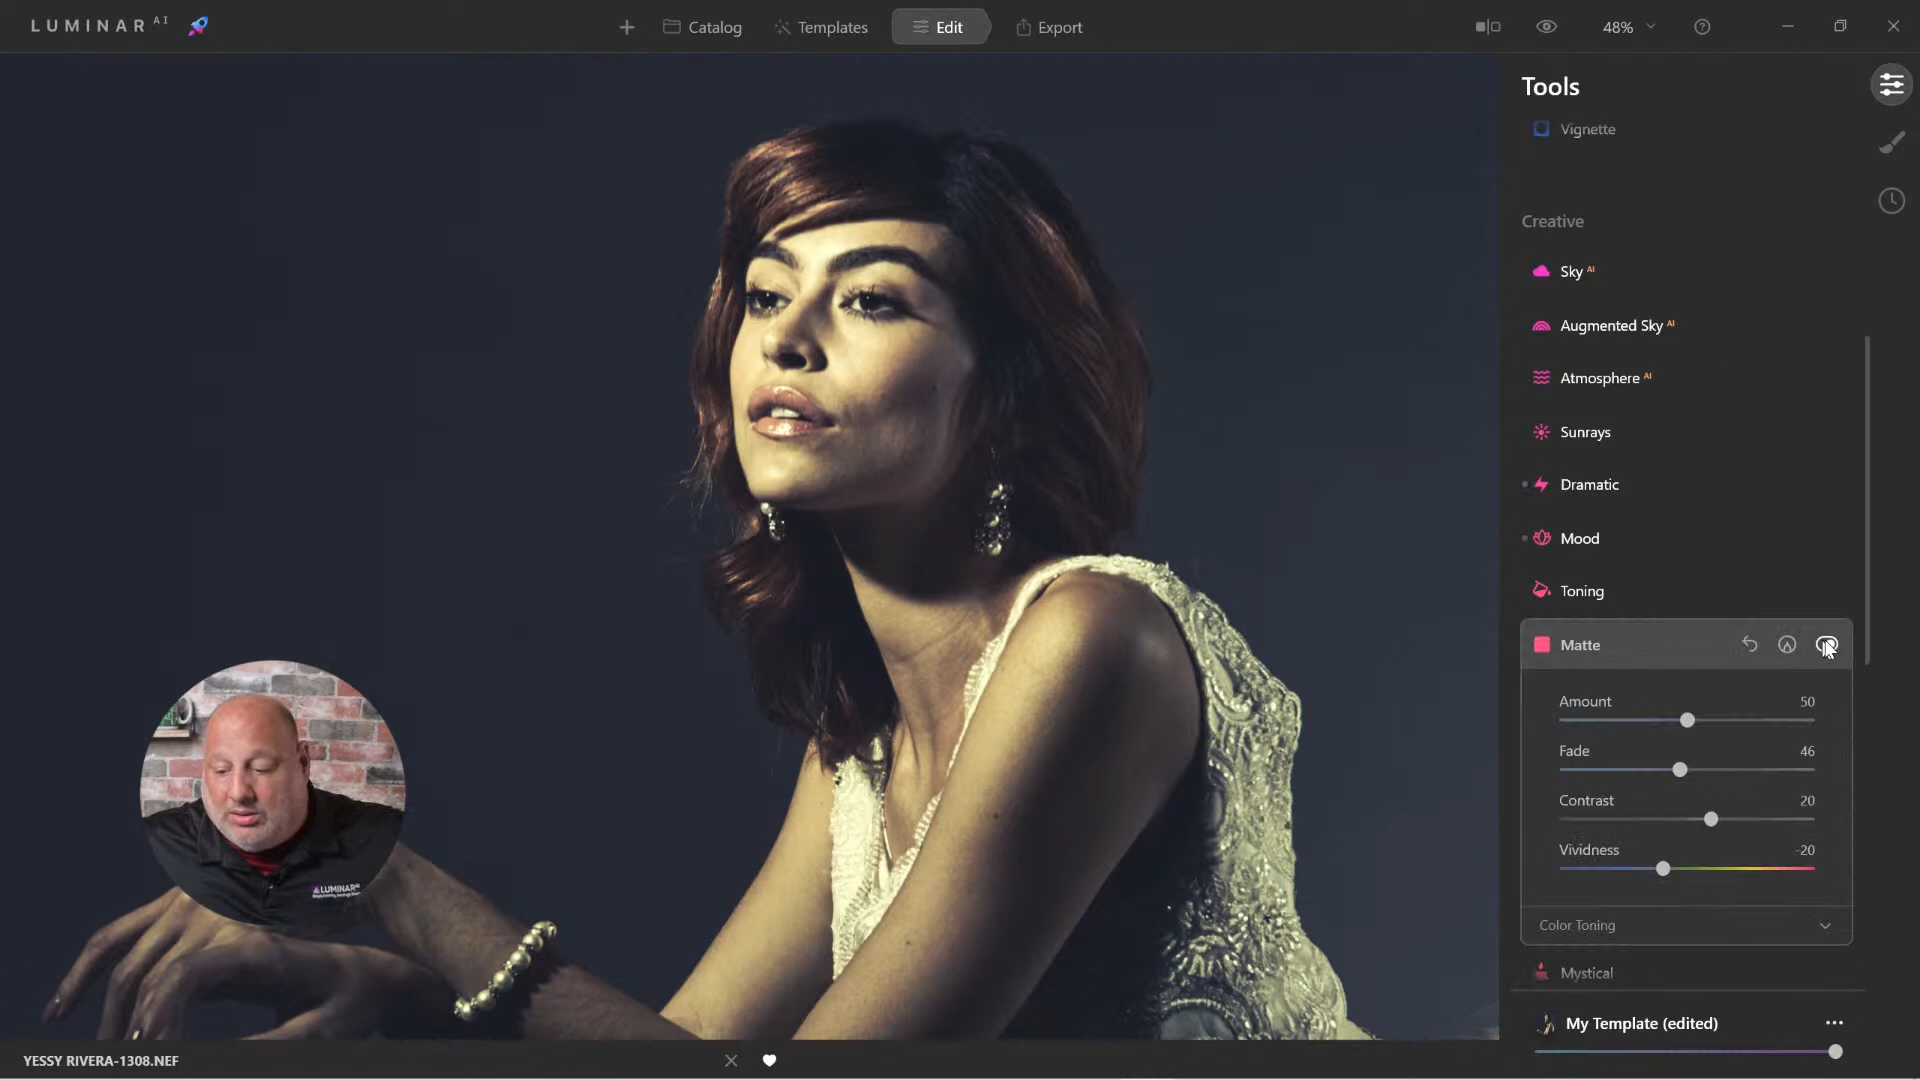 LUMINAR AI
Catalog
Templates
Edit
Export
48%
Tools
Vignette
Creative
Sky AI
Augmented Sky AI
Atmosphere AI
Sunrays
Dramatic
Mood
Toning
Matte
Amount 50
Fade 46
Contrast 20
Vividness -20
Color Toning
Mystical
My Template (edited)
LUMINAR AI
YESSY RIVERA-1308.NEF